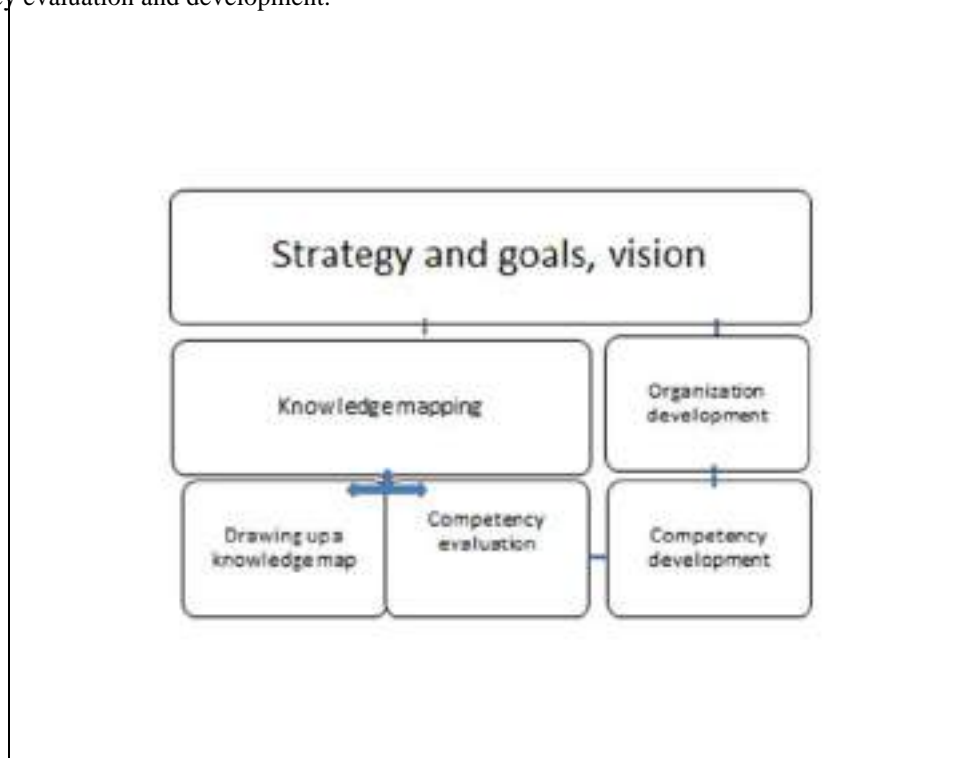 evaluation and development.
Strategy and goals, vision
Knowledge mapping
Organization
development
Drawing up a
knowledge map
Competency
evaluation
Competency
development